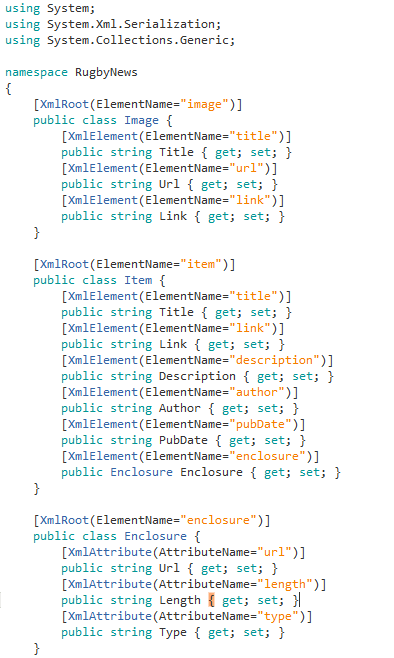 using System;
using System.Xml.Serialization;
using System.Collections.Generic;

namespace RugbyNews
{
    [XmlRoot(ElementName="image")]
    public class Image {
        [XmlElement(ElementName="title")]
        public string Title { get; set; }
        [XmlElement(ElementName="url")]
        public string Url { get; set; }
        [XmlElement(ElementName="link")]
        public string Link { get; set; }
    }

    [XmlRoot(ElementName="item")]
    public class Item {
        [XmlElement(ElementName="title")]
        public string Title { get; set; }
        [XmlElement(ElementName="link")]
        public string Link { get; set; }
        [XmlElement(ElementName="description")]
        public string Description { get; set; }
        [XmlElement(ElementName="author")]
        public string Author { get; set; }
        [XmlElement(ElementName="pubDate")]
        public string PubDate { get; set; }
        [XmlElement(ElementName="enclosure")]
        public Enclosure Enclosure { get; set; }
    }

    [XmlRoot(ElementName="enclosure")]
    public class Enclosure {
        [XmlAttribute(AttributeName="url")]
        public string Url { get; set; }
        [XmlAttribute(AttributeName="length")]
        public string Length { get; set; }
        [XmlAttribute(AttributeName="type")]
        public string Type { get; set; }
    }